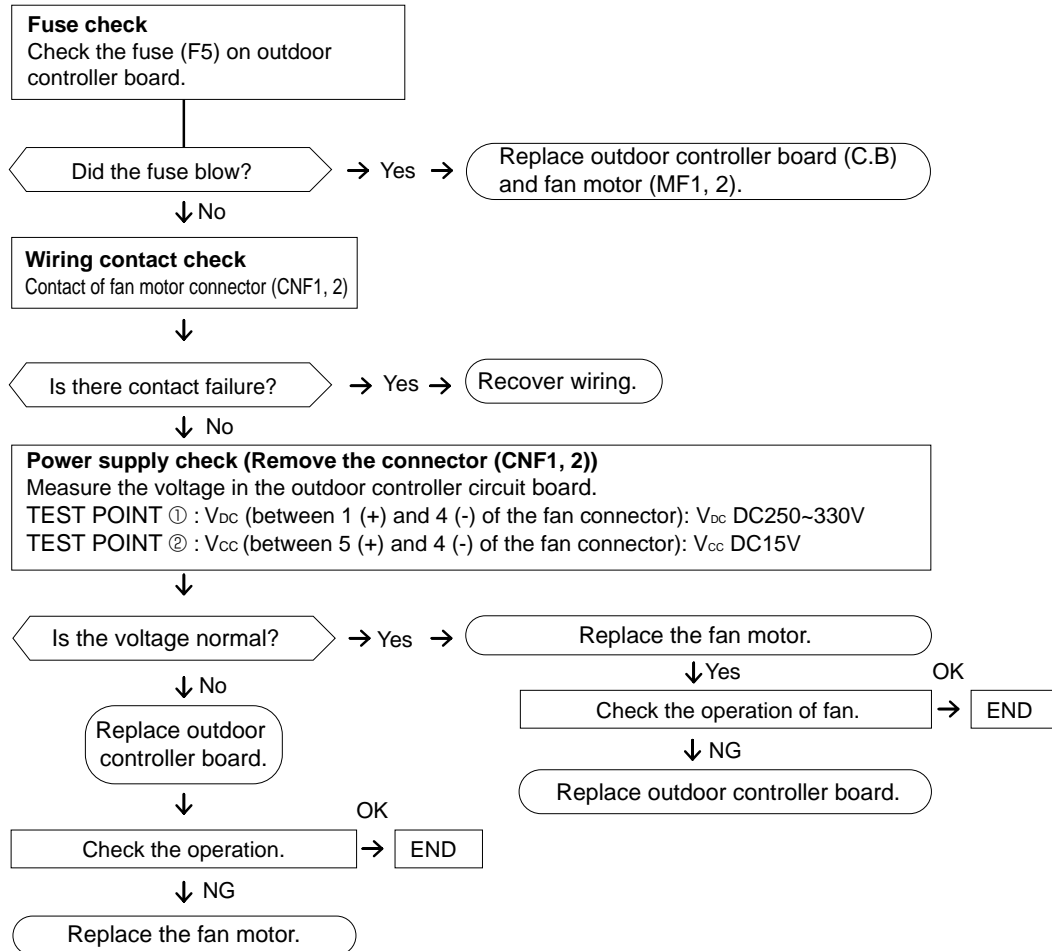 Fuse check
Check the fuse (F5) on outdoor
controller board.
Did the fuse blow?
Yes
Replace outdoor controller board (C.B)
and fan motor (MF1, 2).
No
Wiring contact check
Contact of fan motor connector (CNF1, 2)
Is there contact failure?
Yes
Recover wiring.
No
Power supply check (Remove the connector (CNF1, 2))
Measure the voltage in the outdoor controller circuit board.
TEST POINT ① : VDC (between 1 (+) and 4 (-) of the fan connector): VDC DC250~330V
TEST POINT ② : VCC (between 5 (+) and 4 (-) of the fan connector): VCC DC15V
Is the voltage normal?
Yes
Replace the fan motor.
Yes
OK
Check the operation of fan.
END
NG
Replace outdoor controller board.
No
Replace outdoor
controller board.
OK
Check the operation.
END
NG
Replace the fan motor.